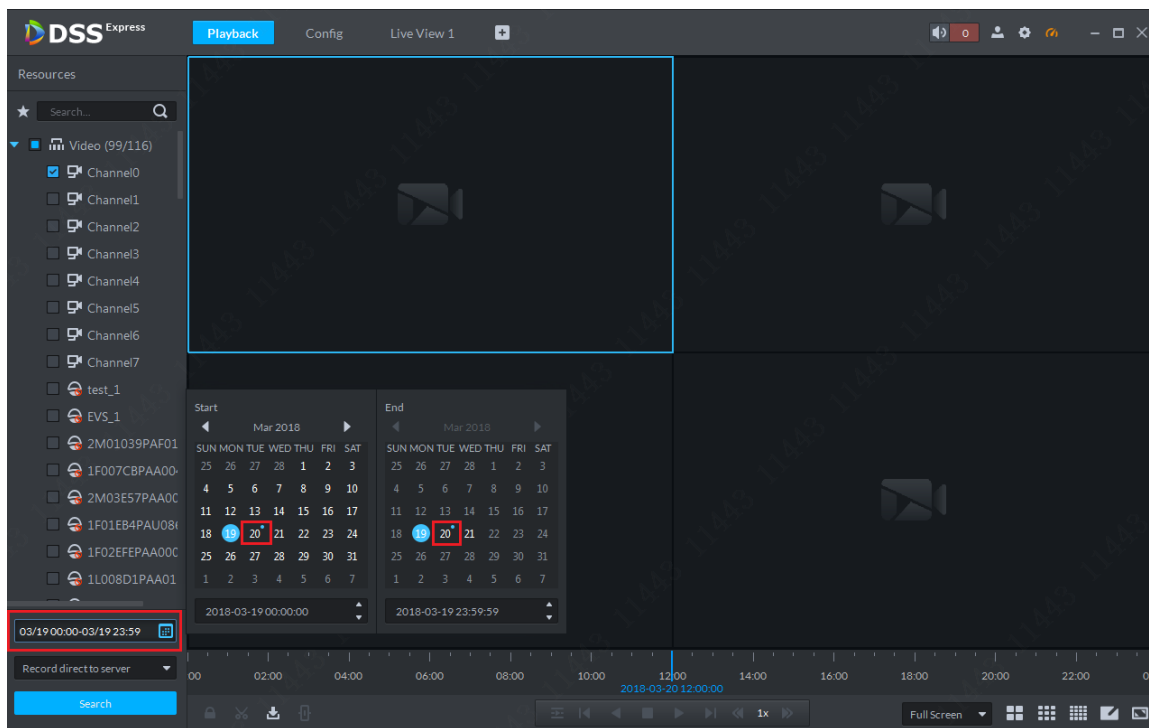 DSS Express
Playback
Config
Live View 1
0
Resources
Search...
Video (99/116)
Channel0
Channel1
Channel2
Channel3
Channel4
Channel5
Channel6
Channel7
test_1
EVS_1
2M01039PAF01
1F007CBPAA00
2M03E57PAA00
1F01EB4PAU08
1F02EFEPAA000
1L008D1PAA01
Start
Mar 2018
SUN MON TUE WED THU FRI SAT
25 26 27 28 1 2 3
4 5 6 7 8 9 10
11 12 13 14 15 16 17
18 19 20 21 22 23 24
25 26 27 28 29 30 31
1 2 3 4 5 6 7
2018-03-19 00:00:00
End
Mar 2018
SUN MON TUE WED THU FRI SAT
25 26 27 28 1 2 3
4 5 6 7 8 9 10
11 12 13 14 15 16 17
18 19 20 21 22 23 24
25 26 27 28 29 30 31
1 2 3 4 5 6 7
2018-03-19 23:59:59
03/19 00:00-03/19 23:59
Record direct to server
Search
00 02:00 04:00 06:00 08:00 10:00 12:00 14:00 16:00 18:00 20:00 22:00 0
2018-03-20 12:00:00
1x
Full Screen
11443 11443